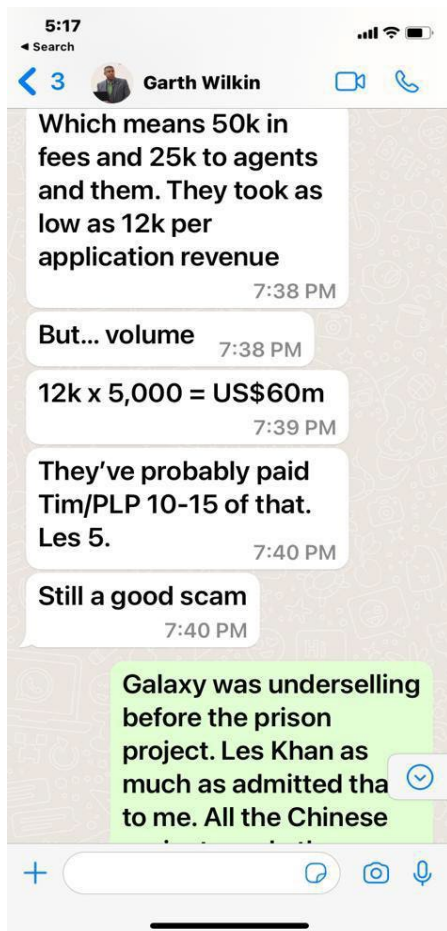 5:17
Search
3
Garth Wilkin
Which means 50k in
fees and 25k to agents
and them. They took as
low as 12k per
application revenue
7:38 PM
But... volume
7:38 PM
12k x 5,000 = US$60m
7:39 PM
They've probably paid
Tim/PLP 10-15 of that.
Les 5.
7:40 PM
Still a good scam
7:40 PM
Galaxy was underselling
before the prison
project. Les Khan as
much as admitted tha
to me. All the Chinese